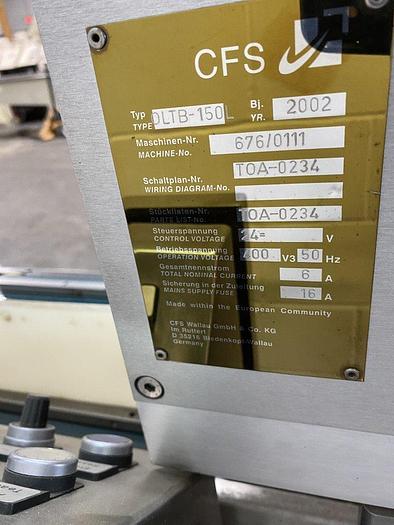 CFS
Typ DLTB-150L Bj. 2002
TYPE YR.
Maschinen-Nr. 676/0111
MACHINE-No.
TOA-0234
Schaltplan-Nr.
WIRING DIAGRAM-No.
Stücklisten-Nr. TOA-0234
PARTS LIST-No.
Steuerspannung 24= V
CONTROL VOLTAGE
Betriebsspannung 400 V3 50 Hz
OPERATION VOLTAGE
Gesamtnennstrom 6 A
TOTAL NOMINAL CURRENT
Sicherung in der Zuleitung 16 A
MAINS SUPPLY FUSE
Made within the European Community
CFS Wallau GmbH & Co. KG
Im Ruttert
D 35216 Biedenkopf-Wallau
Germany